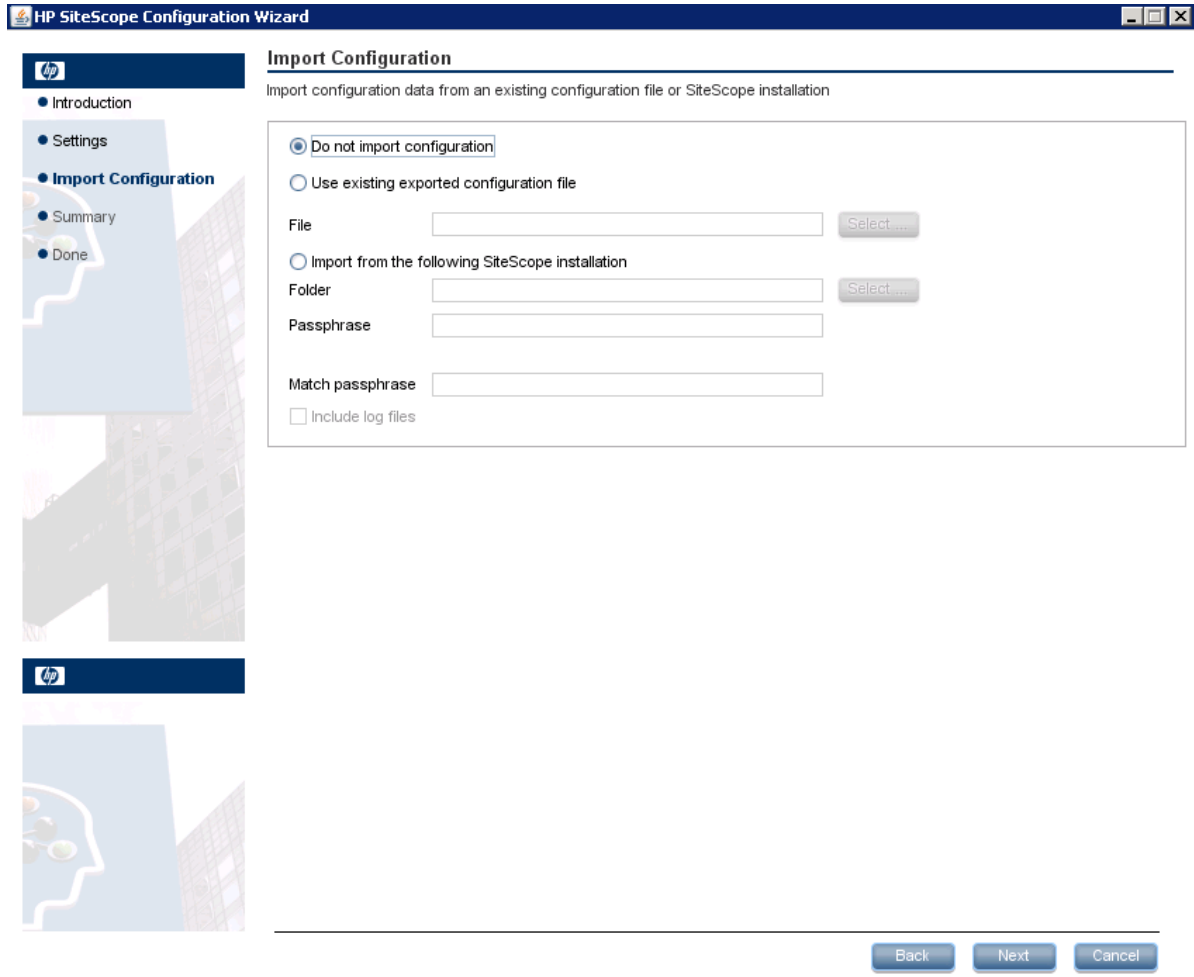 HP SiteScope Configuration Wizard
hp
Introduction
Settings
Import Configuration
Summary
Done
Import Configuration
Import configuration data from an existing configuration file or SiteScope installation
Do not import configuration
Use existing exported configuration file
File
Select.....
Import from the following SiteScope installation
Folder
Select.....
Passphrase
Match passphrase
Include log files
hp
Back
Next
Cancel